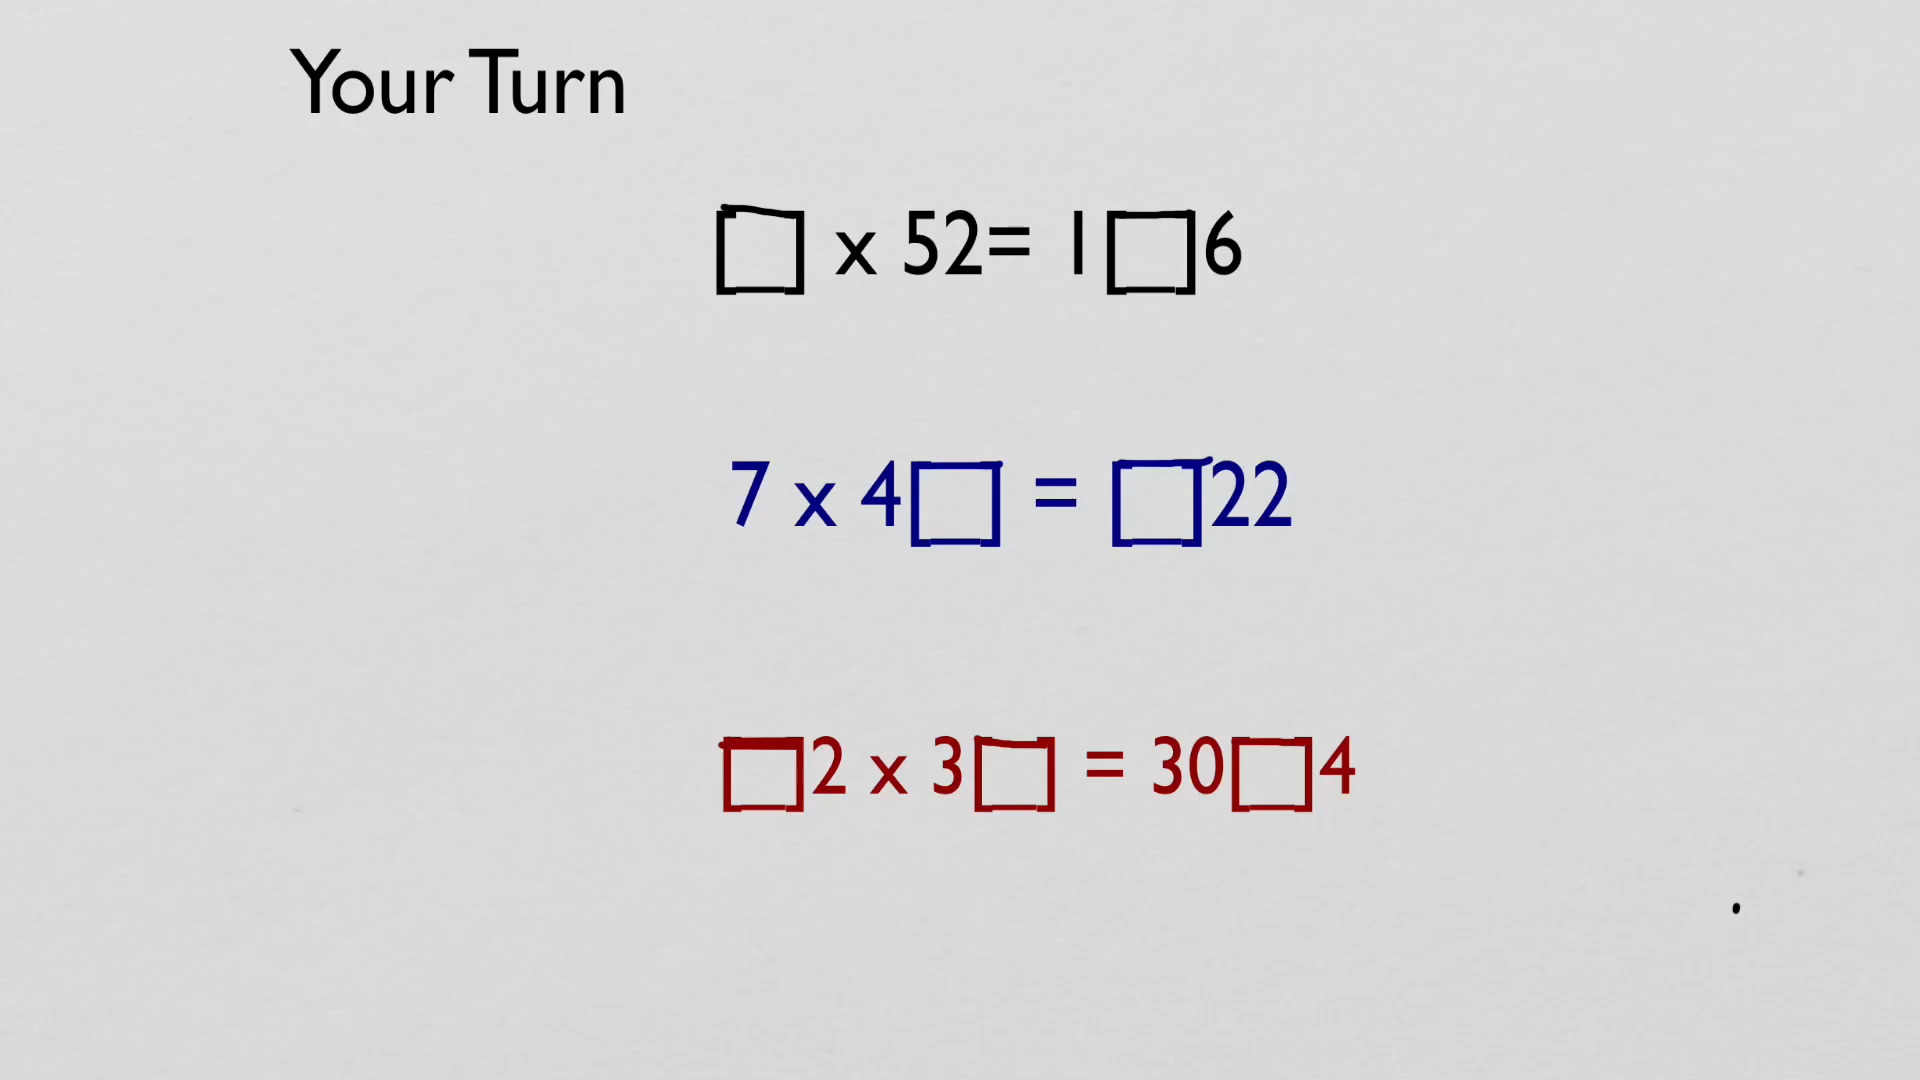 Your Turn
□ x 52= 1□6
7 x 4□ = □22
□2 x 3□ = 30□4